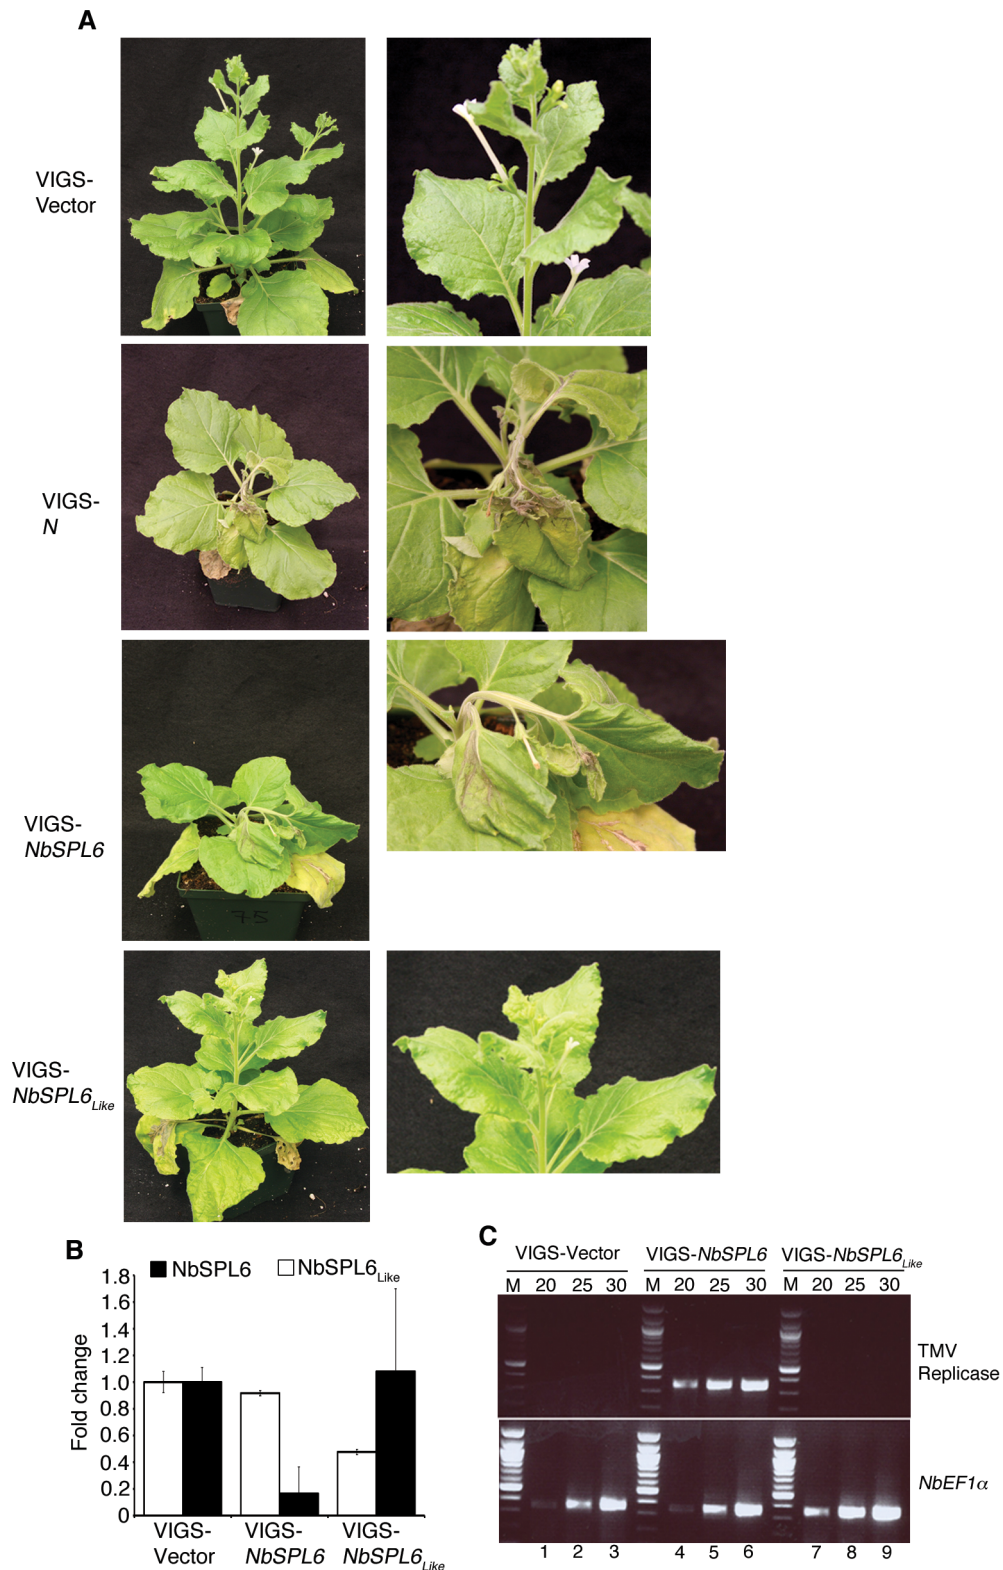 A
VIGS-
Vector
VIGS-
N
VIGS-
NbSPL6
75
VIGS-
NbSPL6Like
B
NbSPL6
NbSPL6Like
1.8
1.6
1.4
1.2
1.0
0.8
0.6
0.4
0.2
0
Fold change
VIGS-
Vector
VIGS-
NbSPL6
VIGS-
NbSPL6Like
C
VIGS-Vector
VIGS-NbSPL6
VIGS-NbSPL6Like
M 20 25 30 M 20 25 30 M 20 25 30
TMV
Replicase
NbEF1α
1 2 3 4 5 6 7 8 9